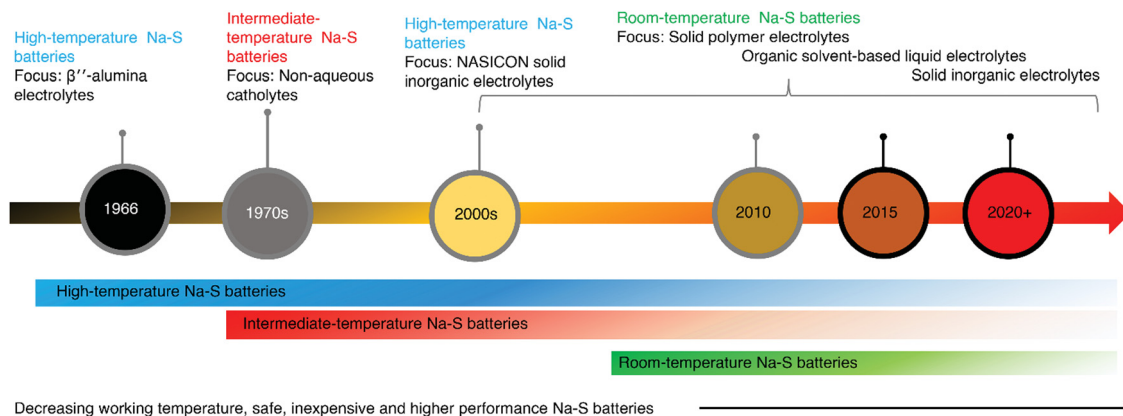 High-temperature Na-S
batteries
Focus: β′′-alumina
electrolytes
Intermediate-
temperature Na-S
batteries
Focus: Non-aqueous
catholytes
High-temperature Na-S
batteries
Focus: NASICON solid
inorganic electrolytes
Room-temperature Na-S batteries
Focus: Solid polymer electrolytes
Organic solvent-based liquid electrolytes
Solid inorganic electrolytes
1966
1970s
2000s
2010
2015
2020+
High-temperature Na-S batteries
Intermediate-temperature Na-S batteries
Room-temperature Na-S batteries
Decreasing working temperature, safe, inexpensive and higher performance Na-S batteries